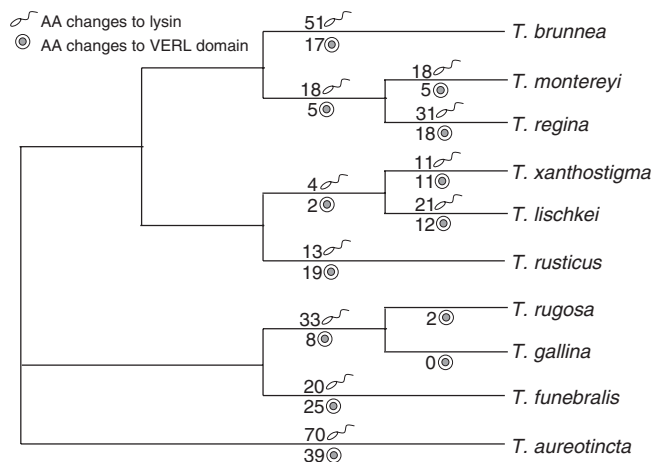 AA changes to lysin
AA changes to VERL domain
51
17
T. brunnea
18
5
18
5
T. montereyi
31
18
T. regina
4
2
11
11
T. xanthostigma
21
12
T. lischkei
13
19
T. rusticus
33
8
2
T. rugosa
0
T. gallina
20
25
T. funebralis
70
39
T. aureotincta